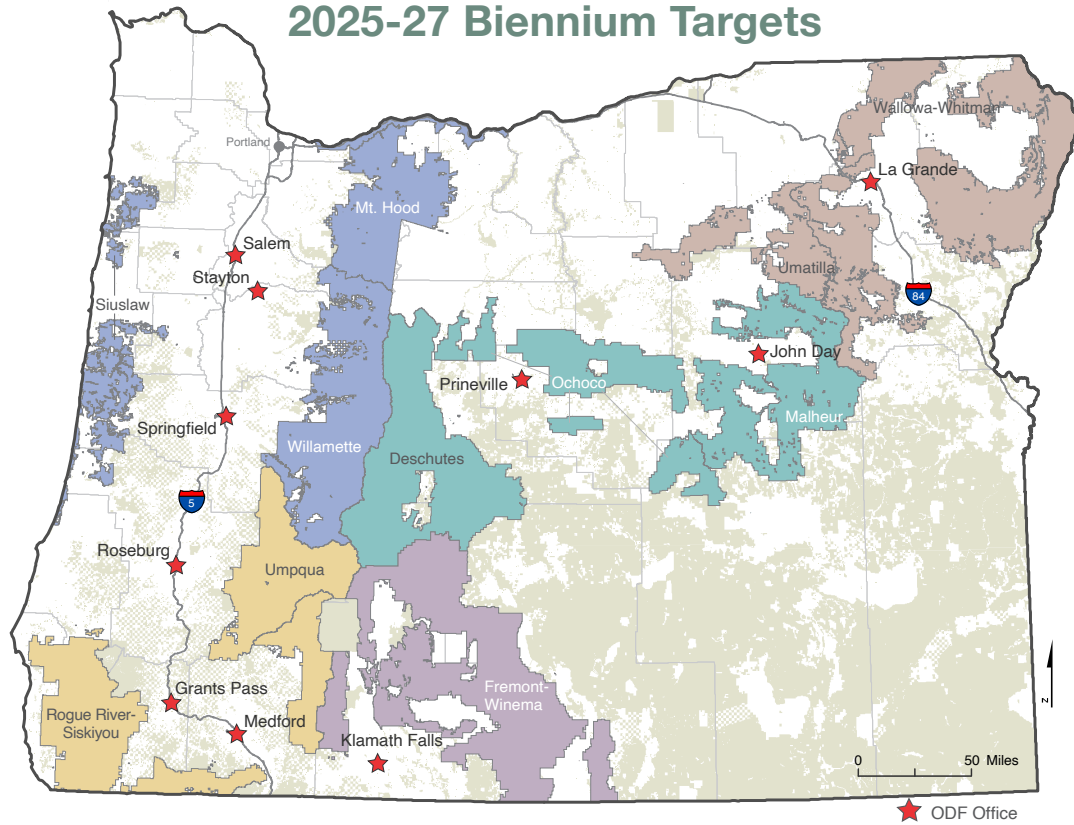 2025-27 Biennium Targets
Wallowa-Whitman
Portland
La Grande
Mt. Hood
Salem
Stayton
Umatilla
84
Siuslaw
John Day
Prineville
Ochoco
Malheur
Springfield
Willamette
Deschutes
5
Roseburg
Umpqua
Grants Pass
Fremont-
Winema
Rogue River-
Siskiyou
Medford
Klamath Falls
N
0 50 Miles
ODF Office